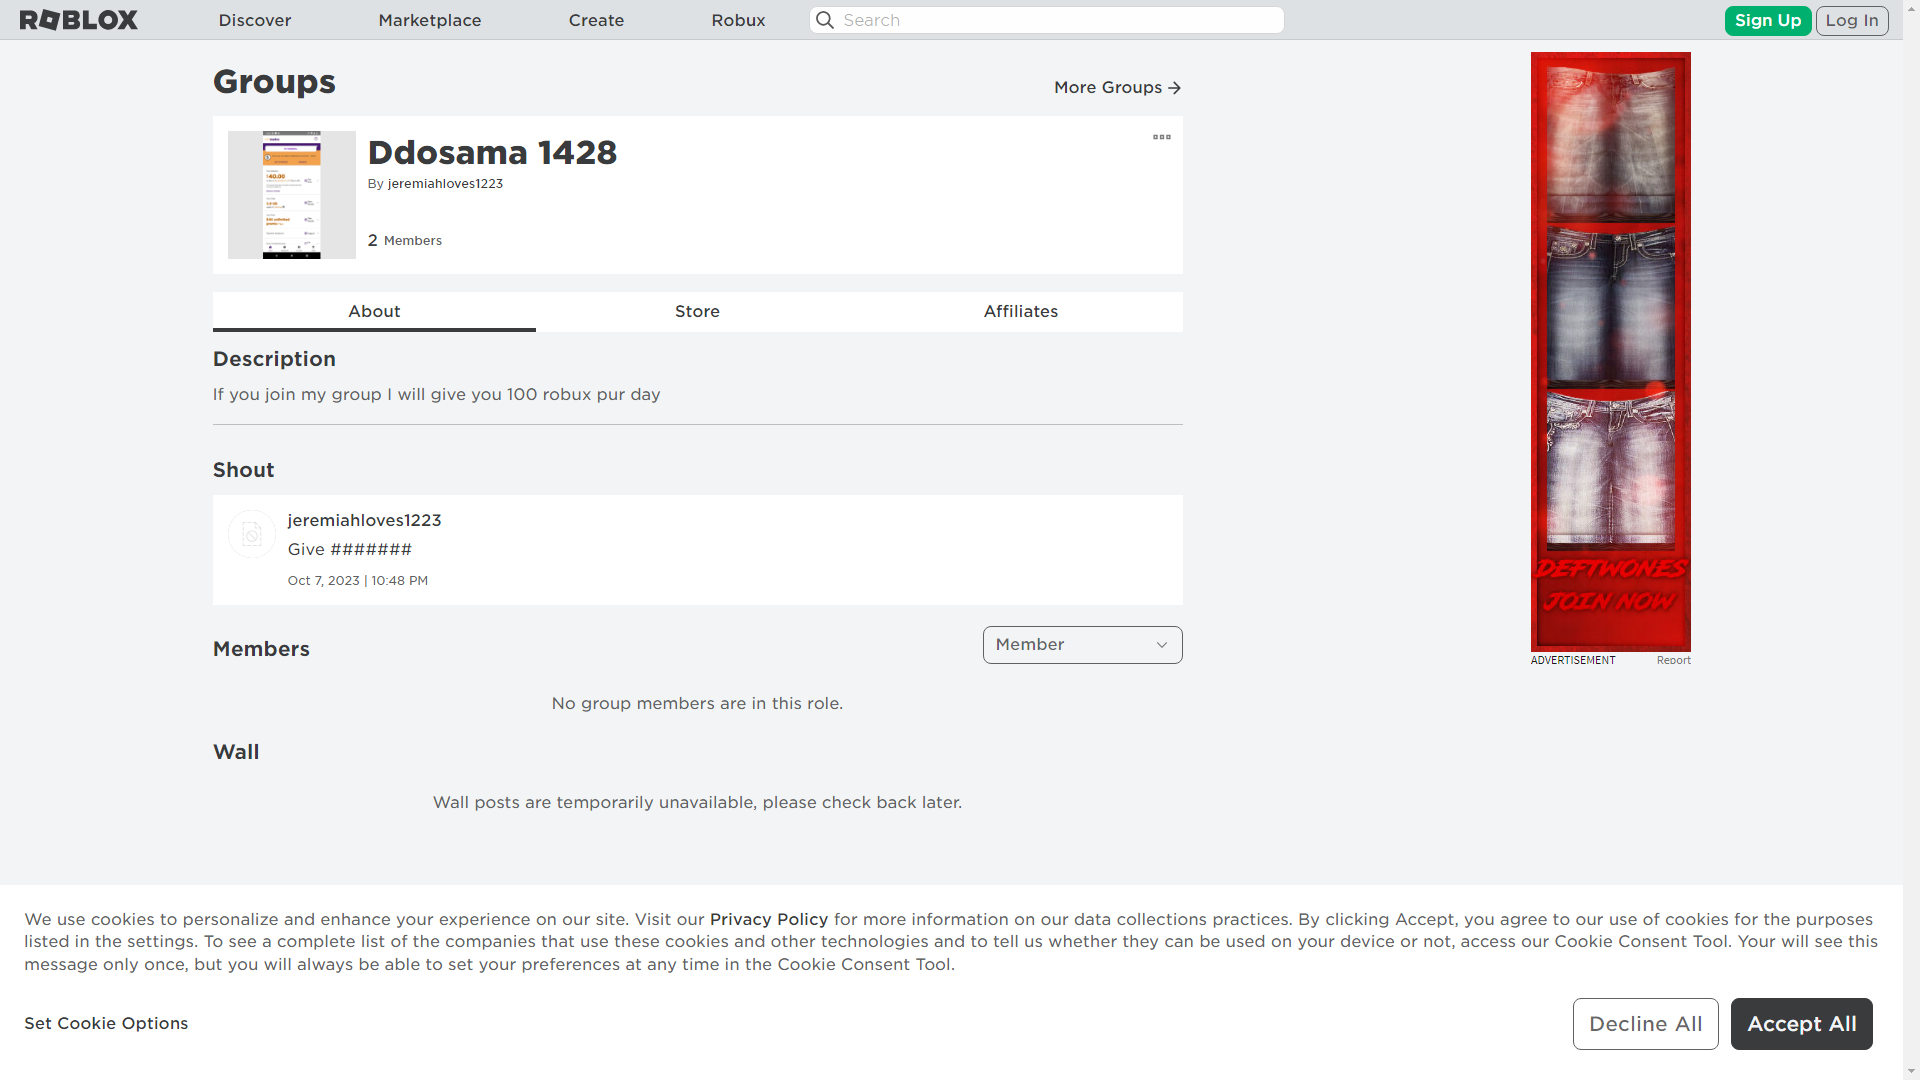 ROBLOX
Discover
Marketplace
Create
Robux
Search
Sign Up
Log In
Groups
More Groups
Ddosama 1428
By jeremiahloves1223
2 Members
About
Store
Affiliates
Description
If you join my group I will give you 100 robux pur day
Shout
jeremiahloves1223
Give #######
Oct 7, 2023 | 10:48 PM
Members
Member
No group members are in this role.
Wall
Wall posts are temporarily unavailable, please check back later.
DEFTWONES
JOIN NOW
ADVERTISEMENT
Report
We use cookies to personalize and enhance your experience on our site. Visit our Privacy Policy for more information on our data collections practices. By clicking Accept, you agree to our use of cookies for the purposes
listed in the settings. To see a complete list of the companies that use these cookies and other technologies and to tell us whether they can be used on your device or not, access our Cookie Consent Tool. Your will see this
message only once, but you will always be able to set your preferences at any time in the Cookie Consent Tool.
Set Cookie Options
Decline All
Accept All